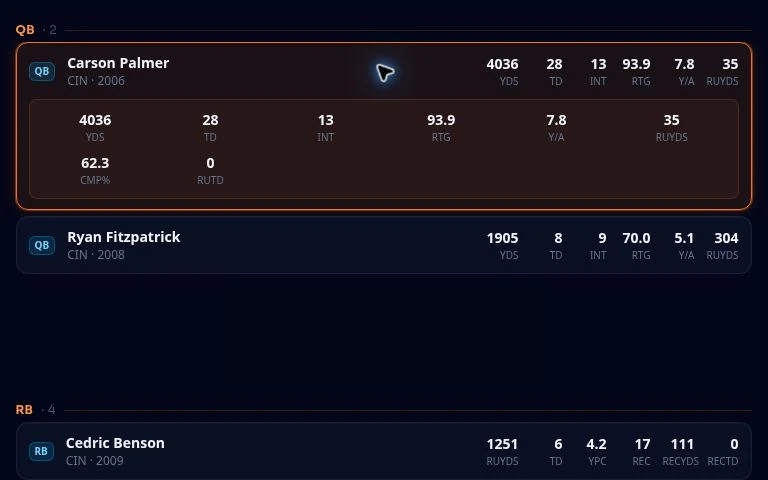 QB · 2
QB Carson Palmer 4036 28 13 93.9 7.8 35
CIN · 2006 YDS TD INT RTG Y/A RUYDS
4036 28 13 93.9 7.8 35
YDS TD INT RTG Y/A RUYDS
62.3 0
CMP% RUTD
QB Ryan Fitzpatrick 1905 8 9 70.0 5.1 304
CIN · 2008 YDS TD INT RTG Y/A RUYDS
RB · 4
RB Cedric Benson 1251 6 4.2 17 111 0
CIN · 2009 RUYDS TD YPC REC RECYDS RECTD